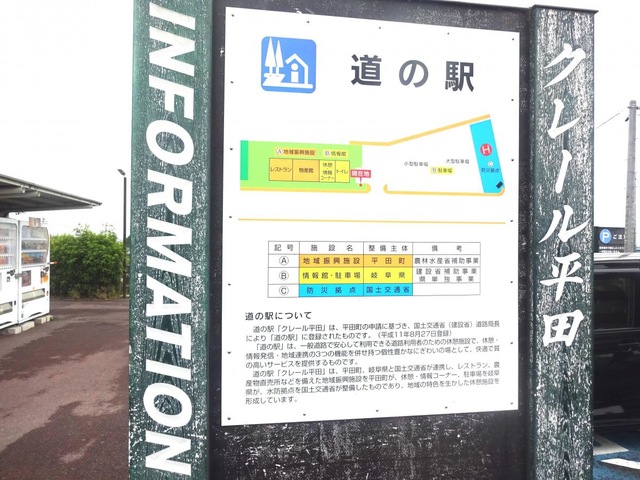 INFORMATION
道の駅
クレール平田
Ⓐ地域振興施設
Ⓑ情報館
レストラン
物産館
休憩
情報
コーナー
トイレ
現在地
小型駐車場
大型駐車場
Ⓑ駐車場
H
防災拠点
記号 施設名 整備主体 備考
Ⓐ 地域振興施設 平田町 農林水産省補助事業
Ⓑ 情報館・駐車場 岐阜県 建設省補助事業
県単独事業
Ⓒ 防災拠点 国土交通省
道の駅について
道の駅「クレール平田」は、平田町の申請に基づき、国土交通省（建設省）道路局長
により「道の駅」に登録されたものです。（平成11年8月27日登録）
「道の駅」は、一般道路で安心して利用できる道路利用者のための休憩施設で、休憩・
情報発信・地域連携の3つの機能を併せ持つ個性豊かなにぎわいの場として、快適で質
の高いサービスを提供するものです。
道の駅「クレール平田」は、平田町、岐阜県と国土交通省が連携し、レストラン、農
産物直売所などを備えた地域振興施設を平田町が、休憩・情報コーナー、駐車場を岐阜
県が、水防拠点を国土交通省が整備したものであり、地域の特色を生かした休憩施設を
形成しています。
P